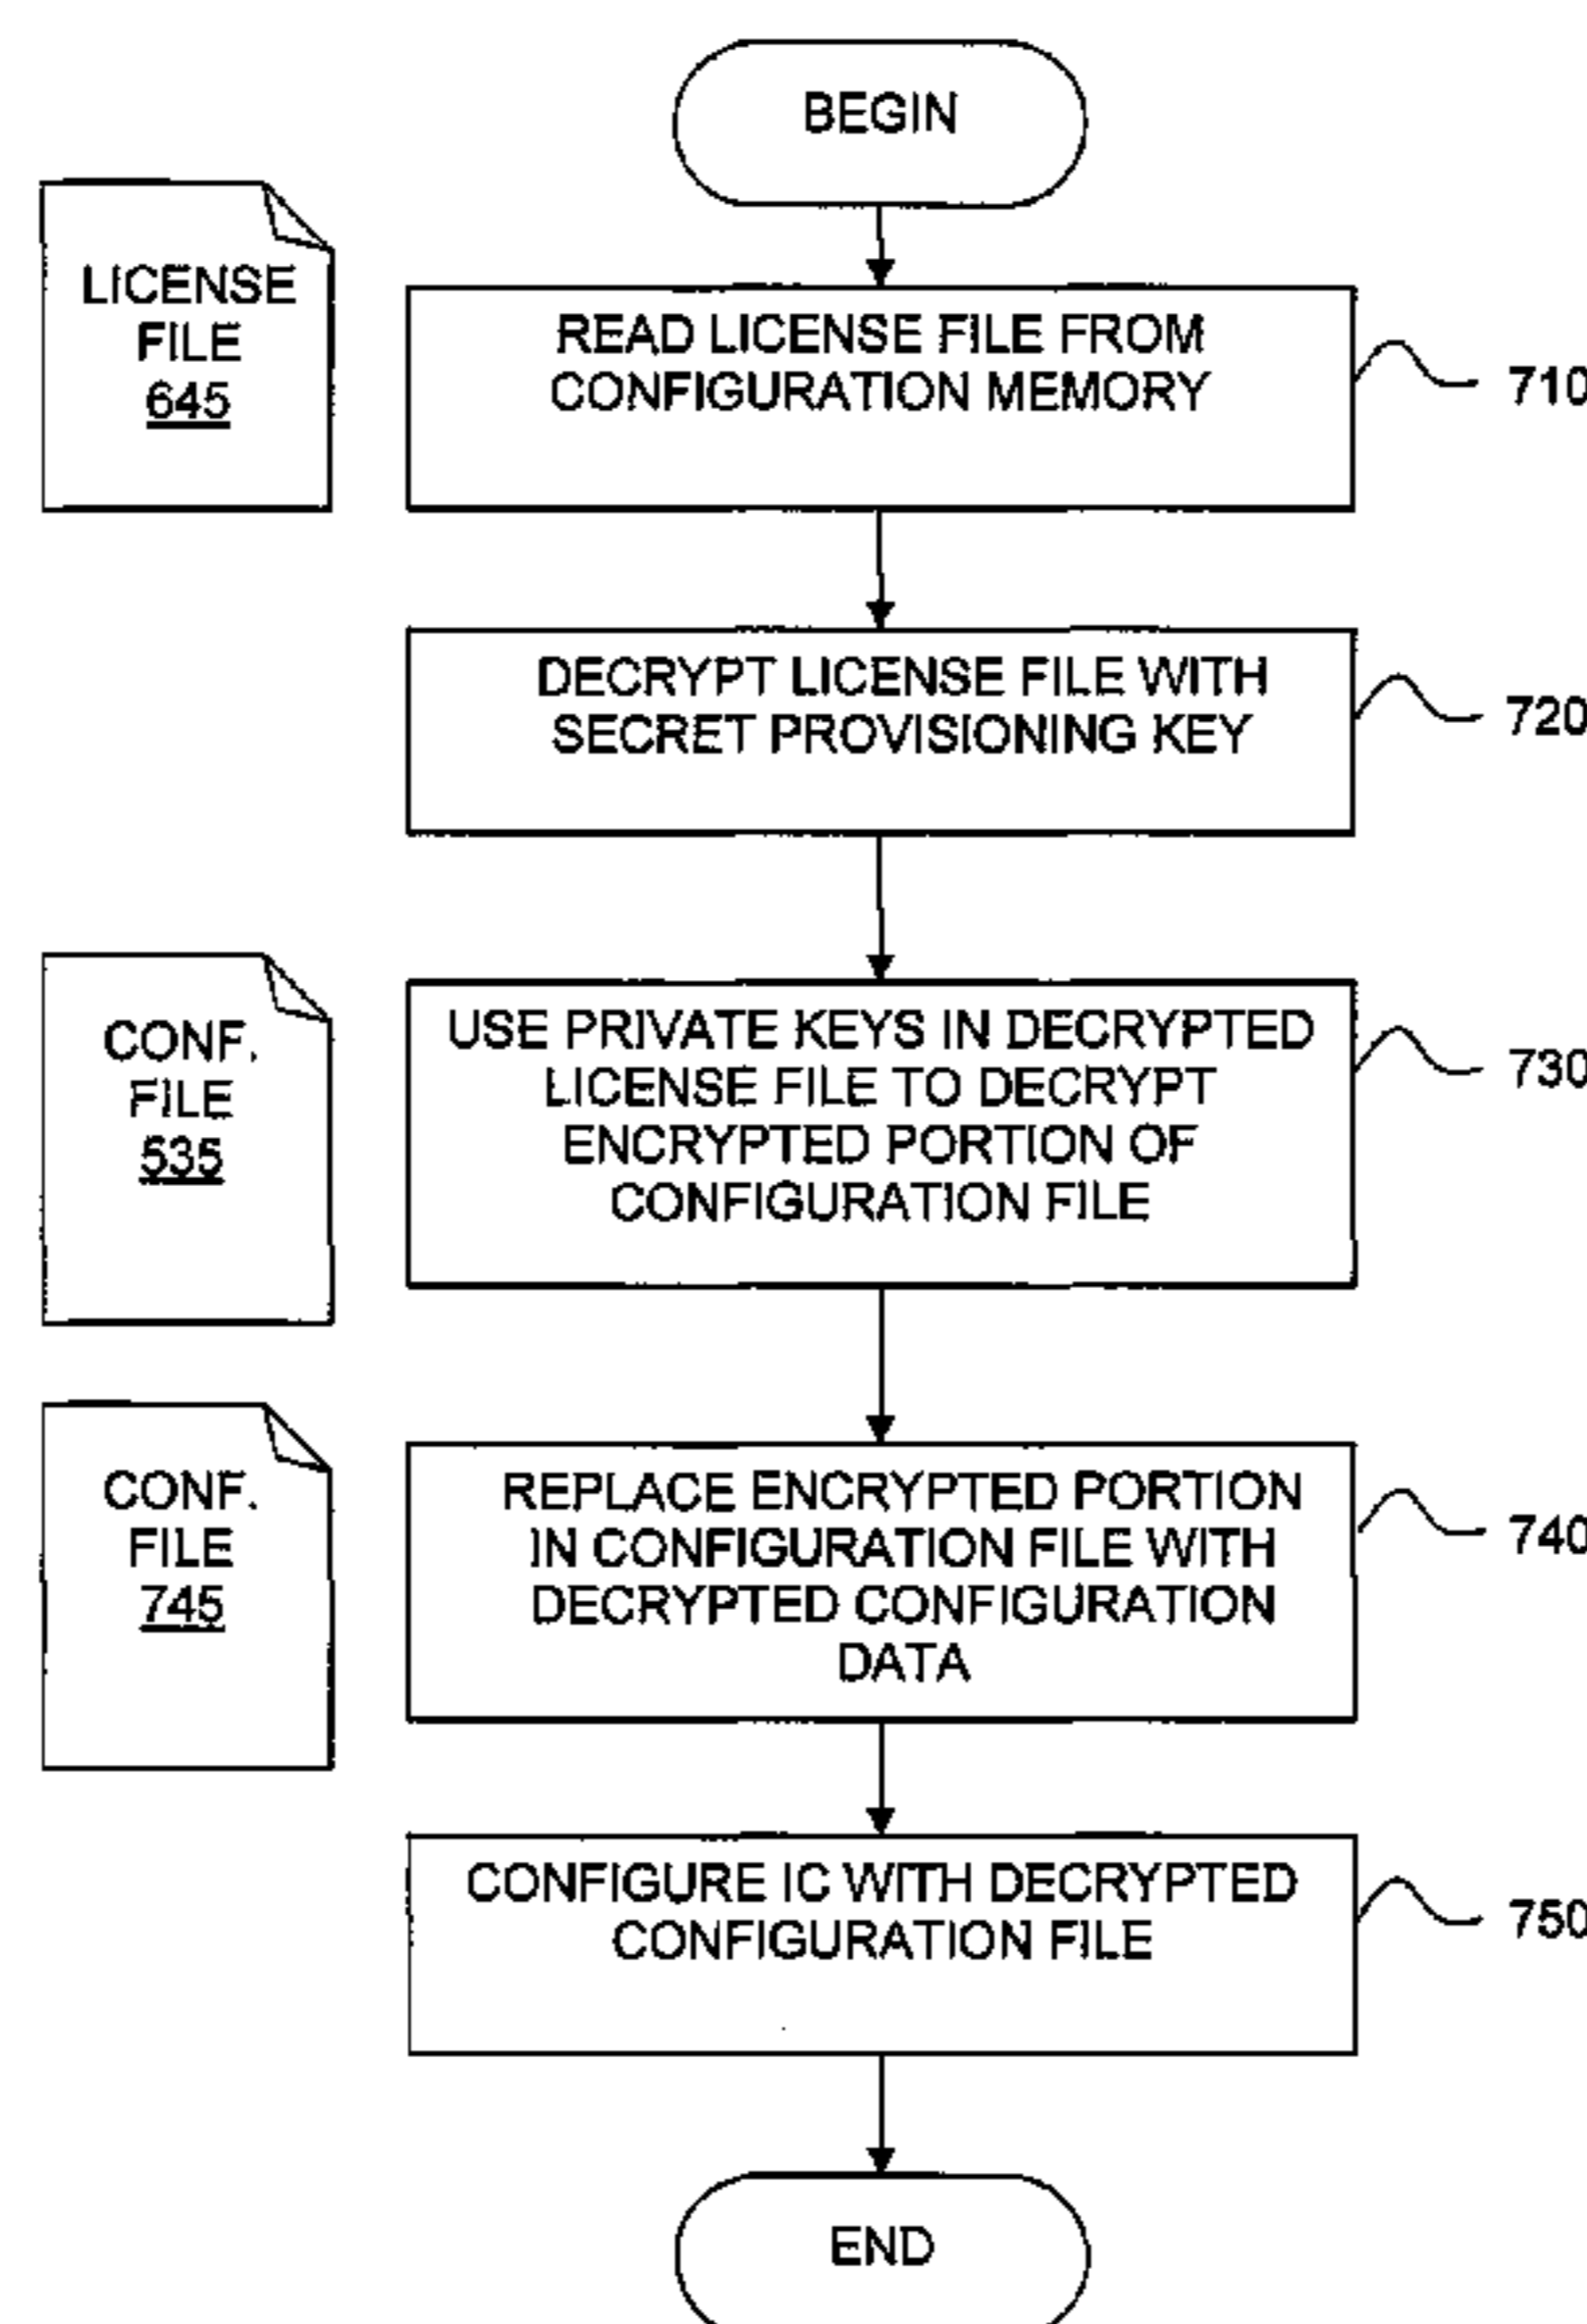 BEGIN
LICENSE
FILE
645
READ LICENSE FILE FROM
CONFIGURATION MEMORY
710
DECRYPT LICENSE FILE WITH
SECRET PROVISIONING KEY
720
CONF.
FILE
535
USE PRIVATE KEYS IN DECRYPTED
LICENSE FILE TO DECRYPT
ENCRYPTED PORTION OF
CONFIGURATION FILE
730
CONF.
FILE
745
REPLACE ENCRYPTED PORTION
IN CONFIGURATION FILE WITH
DECRYPTED CONFIGURATION
DATA
740
CONFIGURE IC WITH DECRYPTED
CONFIGURATION FILE
750
END